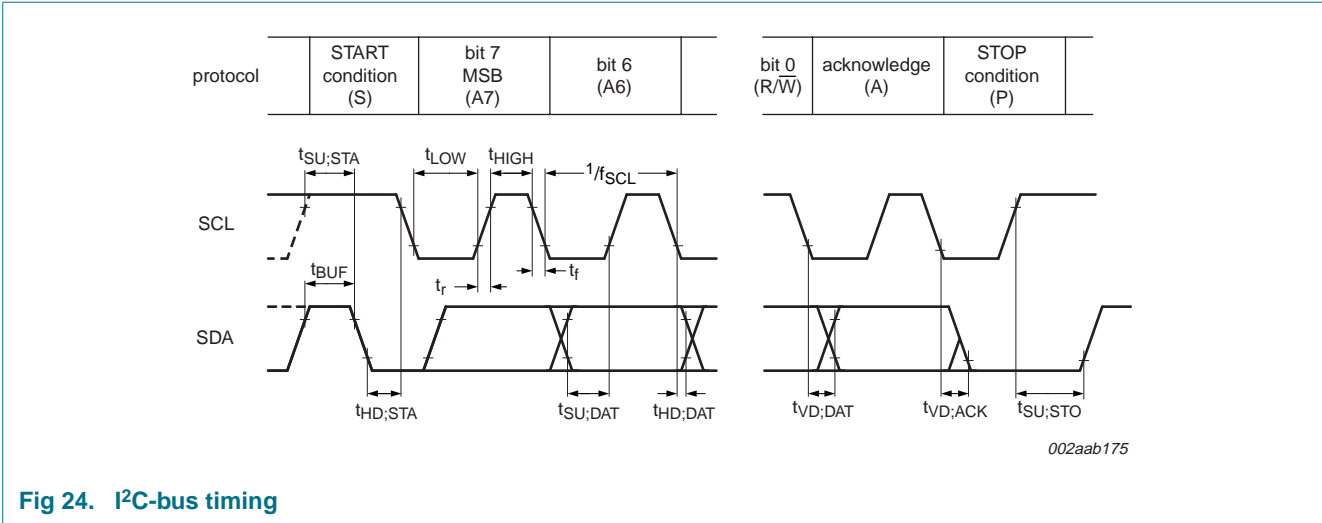 protocol
START
condition
(S)
bit 7
MSB
(A7)
bit 6
(A6)
bit 0
(R/W̅)
acknowledge
(A)
STOP
condition
(P)
tSU;STA
tLOW
tHIGH
1/fSCL
SCL
tBUF
tr
tf
SDA
tHD;STA
tSU;DAT
tHD;DAT
tVD;DAT
tVD;ACK
tSU;STO
002aab175
Fig 24. I²C-bus timing